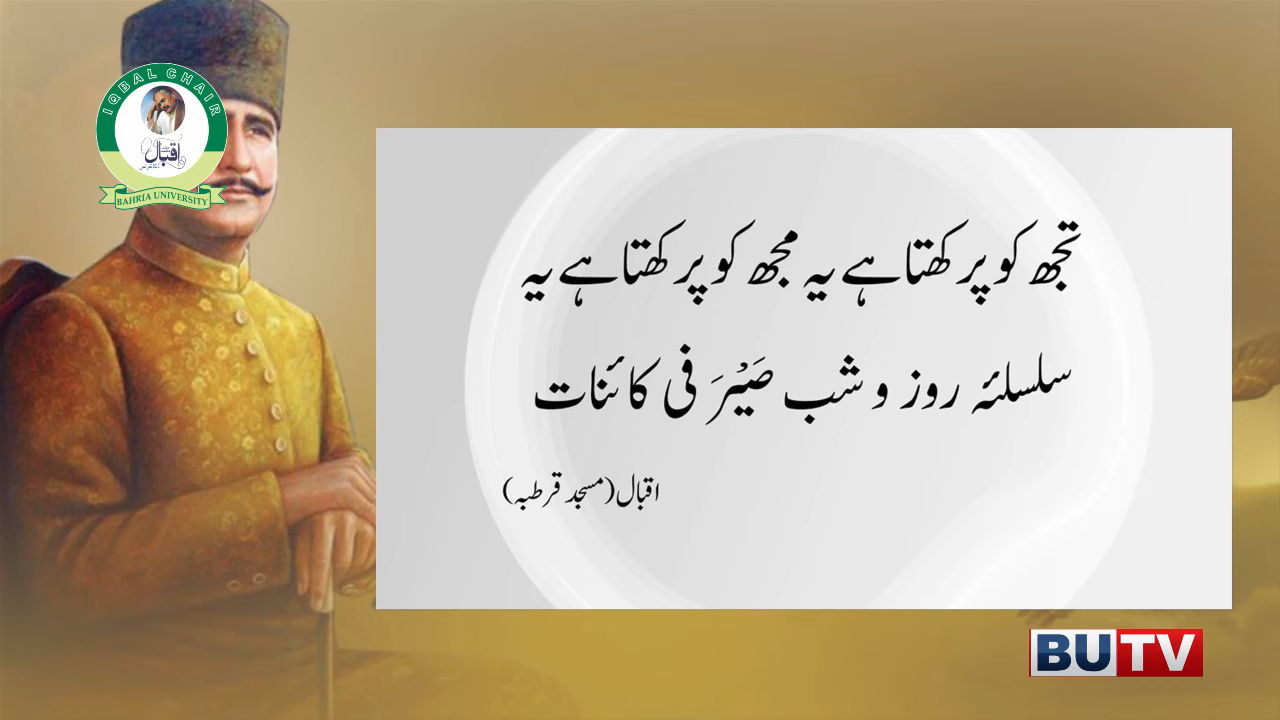 IQBAL CHAIR
اقبال
BAHRIA UNIVERSITY
تجھ کو پرکھتا ہے یہ مجھ کو پرکھتا ہے یہ
سلسلۂ روز و شب صَیْرَفی کائنات
اقبال (مسجد قرطبہ)
BUTV